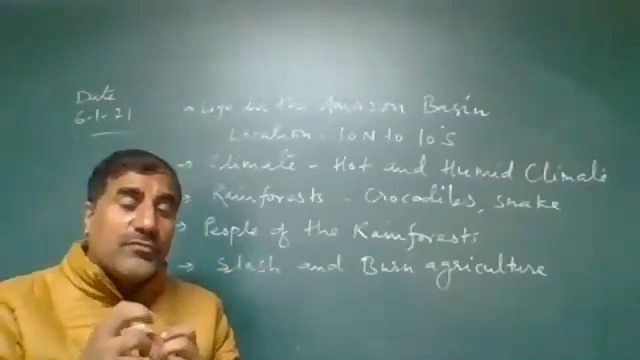 Date
6-1-21
Life in the Amazon Basin
Location - 10 N to 10°S
→ Climate - Hot and Humid Climate
→ Rainforests - Crocodiles, snake
→ People of the Rainforests
→ Slash and Burn agriculture